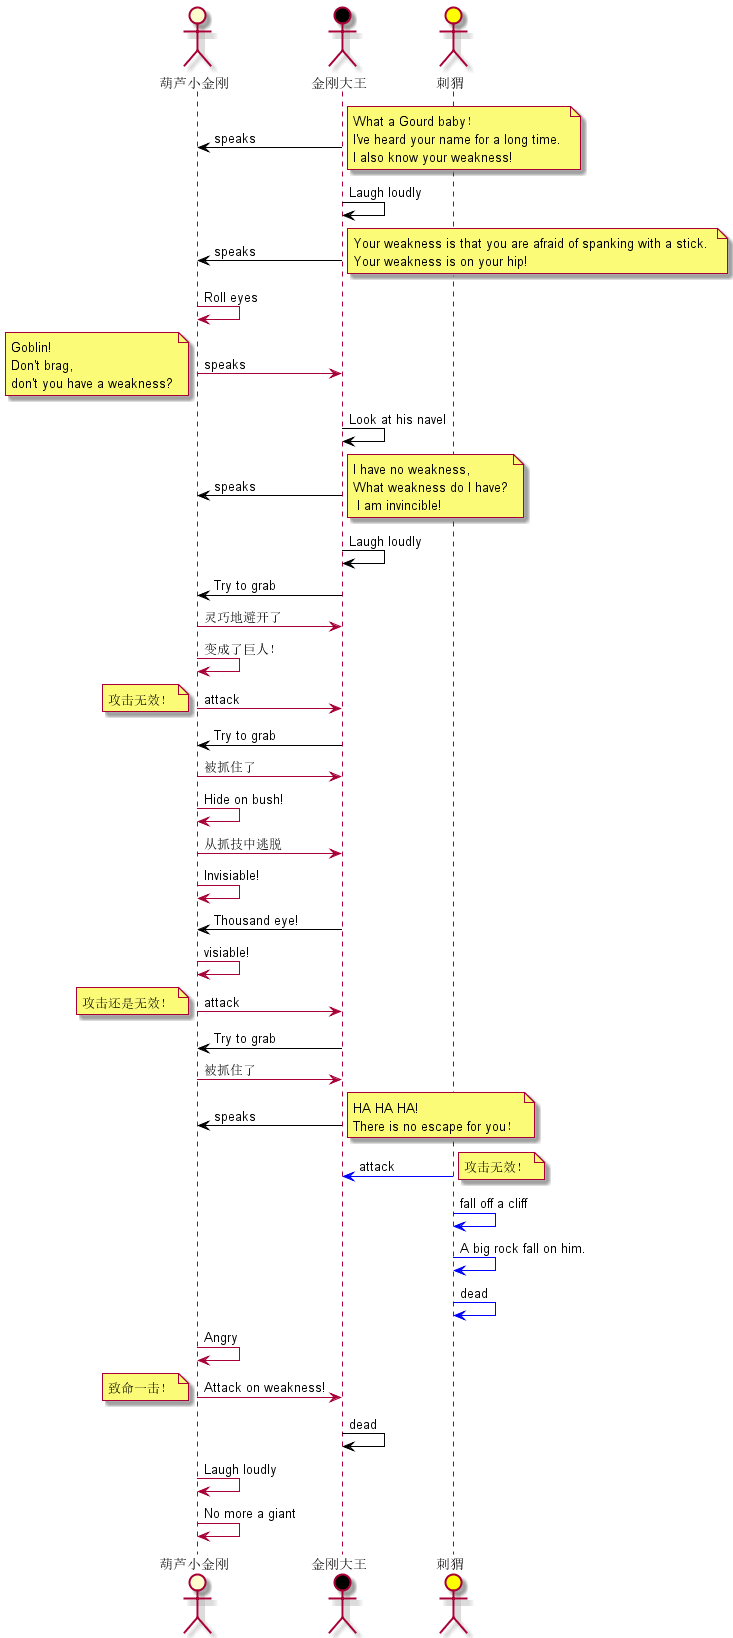 葫芦小金刚
金刚大王
刺猬
speaks
What a Gourd baby!
I've heard your name for a long time.
I also know your weakness!
Laugh loudly
speaks
Your weakness is that you are afraid of spanking with a stick.
Your weakness is on your hip!
Roll eyes
Goblin!
Don't brag,
don't you have a weakness?
speaks
Look at his navel
speaks
I have no weakness,
What weakness do I have?
I am invincible!
Laugh loudly
Try to grab
灵巧地避开了
变成了巨人!
攻击无效!
attack
Try to grab
被抓住了
Hide on bush!
从抓技中逃脱
Invisiable!
Thousand eye!
visiable!
攻击还是无效!
attack
Try to grab
被抓住了
speaks
HA HA HA!
There is no escape for you!
attack
攻击无效!
fall off a cliff
A big rock fall on him.
dead
Angry
致命一击!
Attack on weakness!
dead
Laugh loudly
No more a giant
葫芦小金刚
金刚大王
刺猬